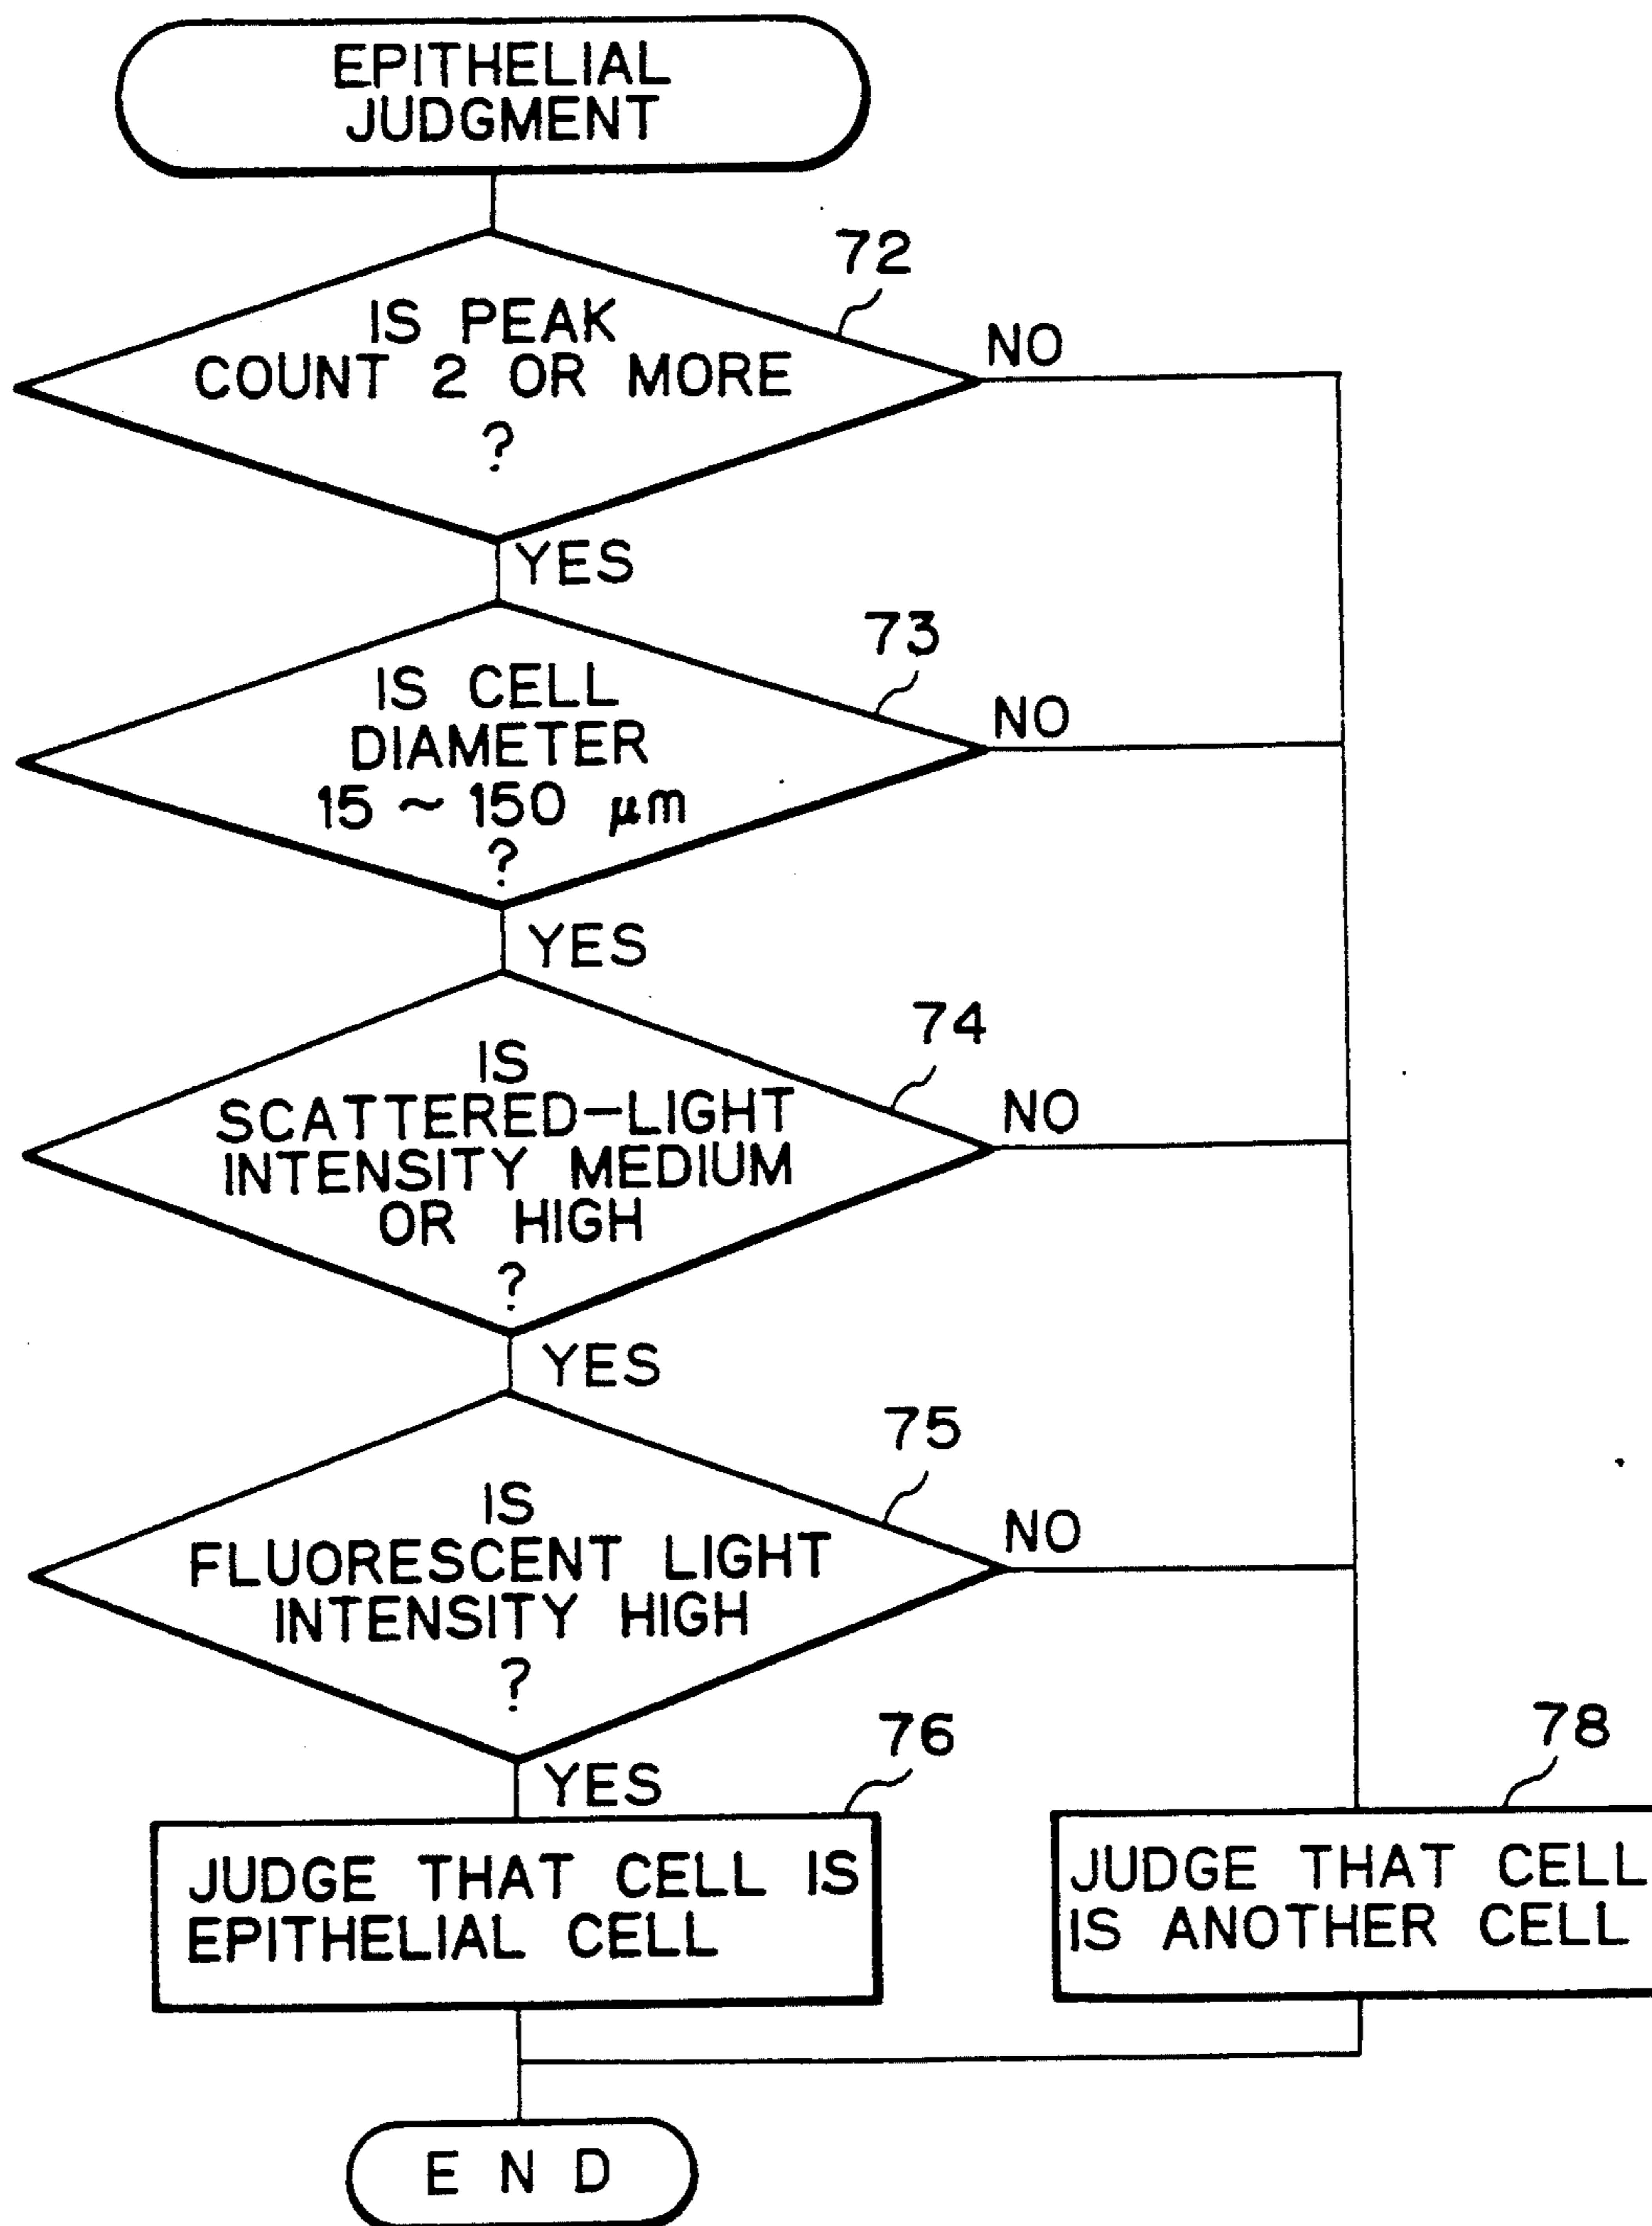 EPITHELIAL
JUDGMENT
72
IS PEAK
COUNT 2 OR MORE
?
NO
YES
73
IS CELL
DIAMETER
15 ~ 150 μm
?
NO
YES
74
IS
SCATTERED-LIGHT
INTENSITY MEDIUM
OR HIGH
?
NO
YES
75
IS
FLUORESCENT LIGHT
INTENSITY HIGH
?
NO
YES
76
JUDGE THAT CELL IS
EPITHELIAL CELL
78
JUDGE THAT CELL
IS ANOTHER CELL
END